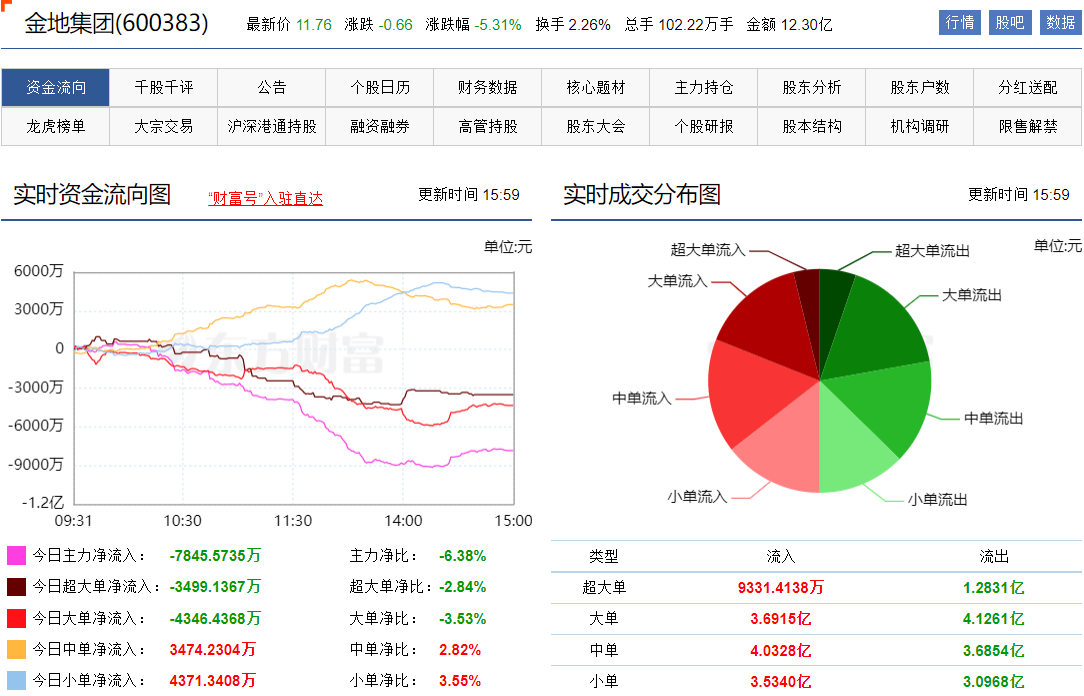 金地集团(600383) 最新价 11.76 涨跌 -0.66 涨跌幅 -5.31% 换手 2.26% 总手 102.22万手 金额 12.30亿 行情 股吧 数据
资金流向 千股千评 公告 个股日历 财务数据 核心题材 主力持仓 股东分析 股东户数 分红送配
龙虎榜单 大宗交易 沪深港通持股 融资融券 高管持股 股东大会 个股研报 股本结构 机构调研 限售解禁
实时资金流向图 “财富号”入驻直达 更新时间 15:59
单位:元
6000万
3000万
0
-3000万
-6000万
-9000万
-1.2亿
09:31 10:30 11:30 14:00 15:00
东方财富
今日主力净流入： -7845.5735万 主力净比： -6.38%
今日超大单净流入： -3499.1367万 超大单净比： -2.84%
今日大单净流入： -4346.4368万 大单净比： -3.53%
今日中单净流入： 3474.2304万 中单净比： 2.82%
今日小单净流入： 4371.3408万 小单净比： 3.55%
实时成交分布图 更新时间 15:59
单位:元
超大单流入 超大单流出
大单流入 大单流出
中单流入 中单流出
小单流入 小单流出
类型 流入 流出
超大单 9331.4138万 1.2831亿
大单 3.6915亿 4.1261亿
中单 4.0328亿 3.6854亿
小单 3.5340亿 3.0968亿